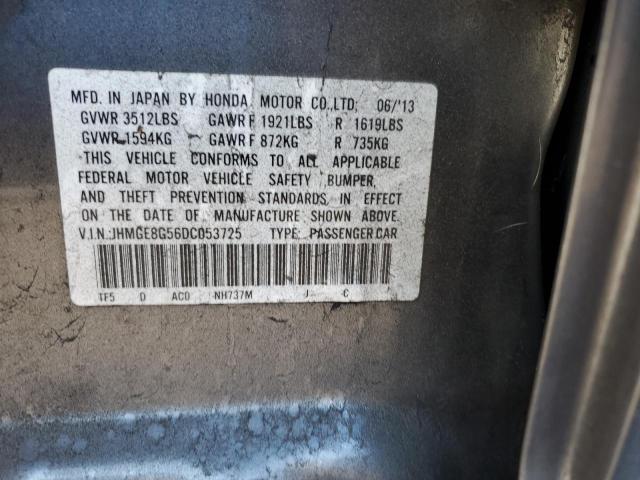 MFD. IN JAPAN BY HONDA MOTOR CO.,LTD: 06/'13
GVWR 3512LBS GAWR F 1921LBS R 1619LBS
GVWR 1594KG GAWR F 872KG R 735KG
THIS VEHICLE CONFORMS TO ALL APPLICABLE
FEDERAL MOTOR VEHICLE SAFETY, BUMPER,
AND THEFT PREVENTION STANDARDS IN EFFECT
ON THE DATE OF MANUFACTURE SHOWN ABOVE.
V.I.N.:JHMGE8G56DC053725 TYPE: PASSENGER CAR
TF5 D AC0 NH737M J C